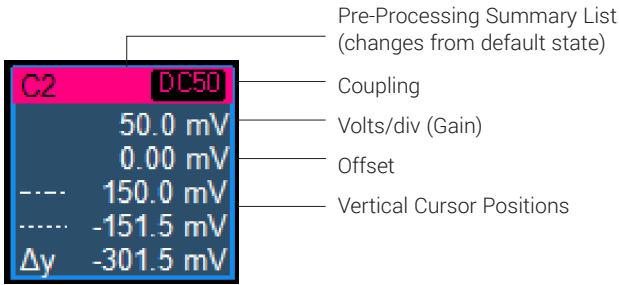 Pre-Processing Summary List
(changes from default state)
C2 DC50 Coupling
50.0 mV Volts/div (Gain)
0.00 mV Offset
150.0 mV Vertical Cursor Positions
-151.5 mV
Δy -301.5 mV